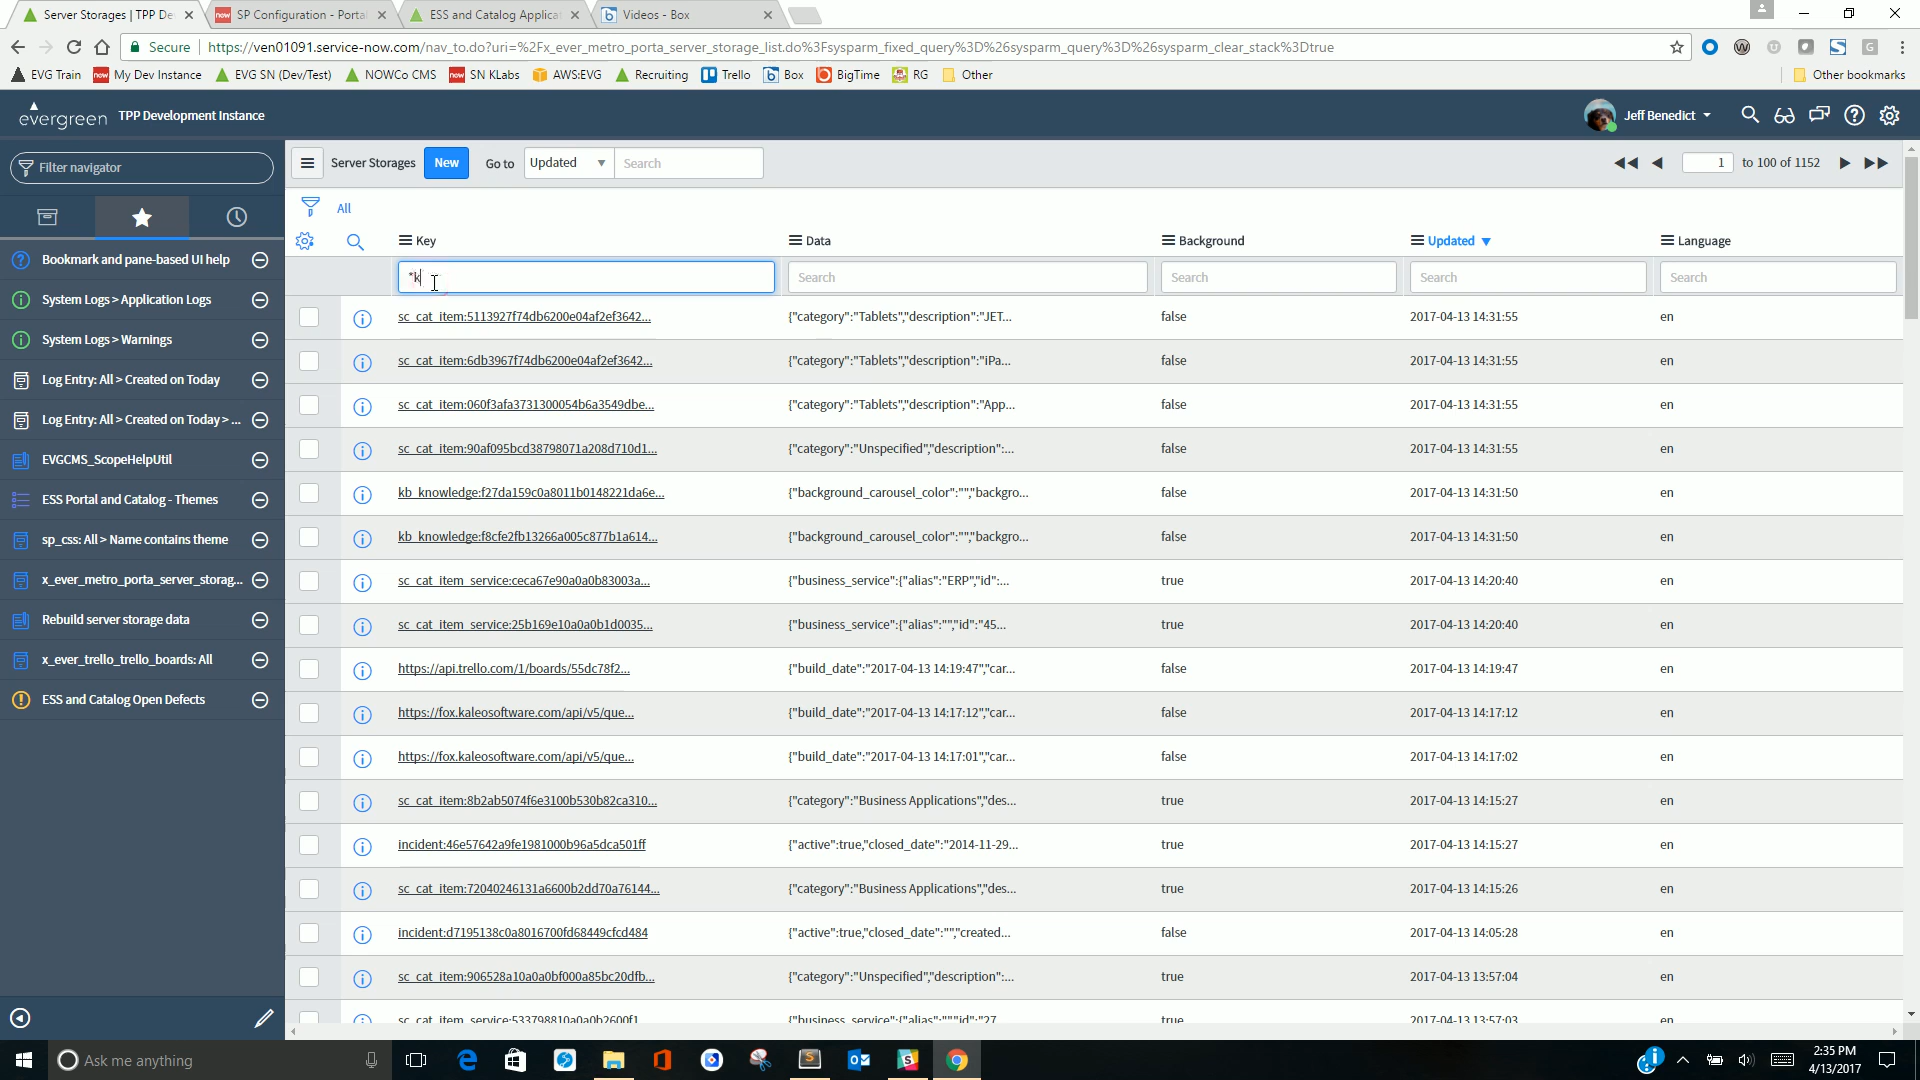 Server Storages | TPP De
SP Configuration - Porta
ESS and Catalog Applica
Videos - Box
Secure
https://ven01091.service-now.com/nav_to.do?uri=%2Fx_ever_metro_porta_server_storage_list.do%3Fsysparm_fixed_query%3D%26sysparm_query%3D%26sysparm_clear_stack%3Dtrue
EVG Train
My Dev Instance
EVG SN (Dev/Test)
NOWCo CMS
SN KLabs
AWS:EVG
Recruiting
Trello
Box
BigTime
RG
Other
Other bookmarks
evergreen
TPP Development Instance
Jeff Benedict
Filter navigator
Bookmark and pane-based UI help
System Logs > Application Logs
System Logs > Warnings
Log Entry: All > Created on Today
Log Entry: All > Created on Today > ...
EVGCMS_ScopeHelpUtil
ESS Portal and Catalog - Themes
sp_css: All > Name contains theme
x_ever_metro_porta_server_storag...
Rebuild server storage data
x_ever_trello_trello_boards: All
ESS and Catalog Open Defects
Server Storages New Go to Updated Search 1 to 100 of 1152
All
Key Data Background Updated Language
*k Search Search Search Search
sc_cat_item:5113927f74db6200e04af2ef3642... {"category":"Tablets","description":"JET... false 2017-04-13 14:31:55 en
sc_cat_item:6db3967f74db6200e04af2ef3642... {"category":"Tablets","description":"iPa... false 2017-04-13 14:31:55 en
sc_cat_item:060f3afa3731300054b6a3549dbe... {"category":"Tablets","description":"App... false 2017-04-13 14:31:55 en
sc_cat_item:90af095bcd38798071a208d710d1... {"category":"Unspecified","description":... false 2017-04-13 14:31:55 en
kb_knowledge:f27da159c0a8011b0148221da6e... {"background_carousel_color":"","backgro... false 2017-04-13 14:31:50 en
kb_knowledge:f8cfe2fb13266a005c877b1a614... {"background_carousel_color":"","backgro... false 2017-04-13 14:31:50 en
sc_cat_item_service:ceca67e90a0a0b83003a... {"business_service":{"alias":"ERP","id":... true 2017-04-13 14:20:40 en
sc_cat_item_service:25b169e10a0a0b1d0035... {"business_service":{"alias":"","id":"45... true 2017-04-13 14:20:40 en
https://api.trello.com/1/boards/55dc78f2... {"build_date":"2017-04-13 14:19:47","car... false 2017-04-13 14:19:47 en
https://fox.kaleosoftware.com/api/v5/que... {"build_date":"2017-04-13 14:17:12","car... false 2017-04-13 14:17:12 en
https://fox.kaleosoftware.com/api/v5/que... {"build_date":"2017-04-13 14:17:01","car... false 2017-04-13 14:17:02 en
sc_cat_item:8b2ab5074f6e3100b530b82ca310... {"category":"Business Applications","des... true 2017-04-13 14:15:27 en
incident:46e57642a9fe1981000b96a5dca501ff {"active":true,"closed_date":"2014-11-29... true 2017-04-13 14:15:27 en
sc_cat_item:72040246131a6600b2dd70a76144... {"category":"Business Applications","des... true 2017-04-13 14:15:26 en
incident:d7195138c0a8016700fd68449cfcd484 {"active":true,"closed_date":"","created... false 2017-04-13 14:05:28 en
sc_cat_item:906528a10a0a0bf000a85bc20dfb... {"category":"Unspecified","description":... true 2017-04-13 13:57:04 en
sc_cat_item_service:533798810a0a0b2600f1... {"business_service":{"alias":"","id":"27... true 2017-04-13 13:57:03 en
Ask me anything
2:35 PM
4/13/2017